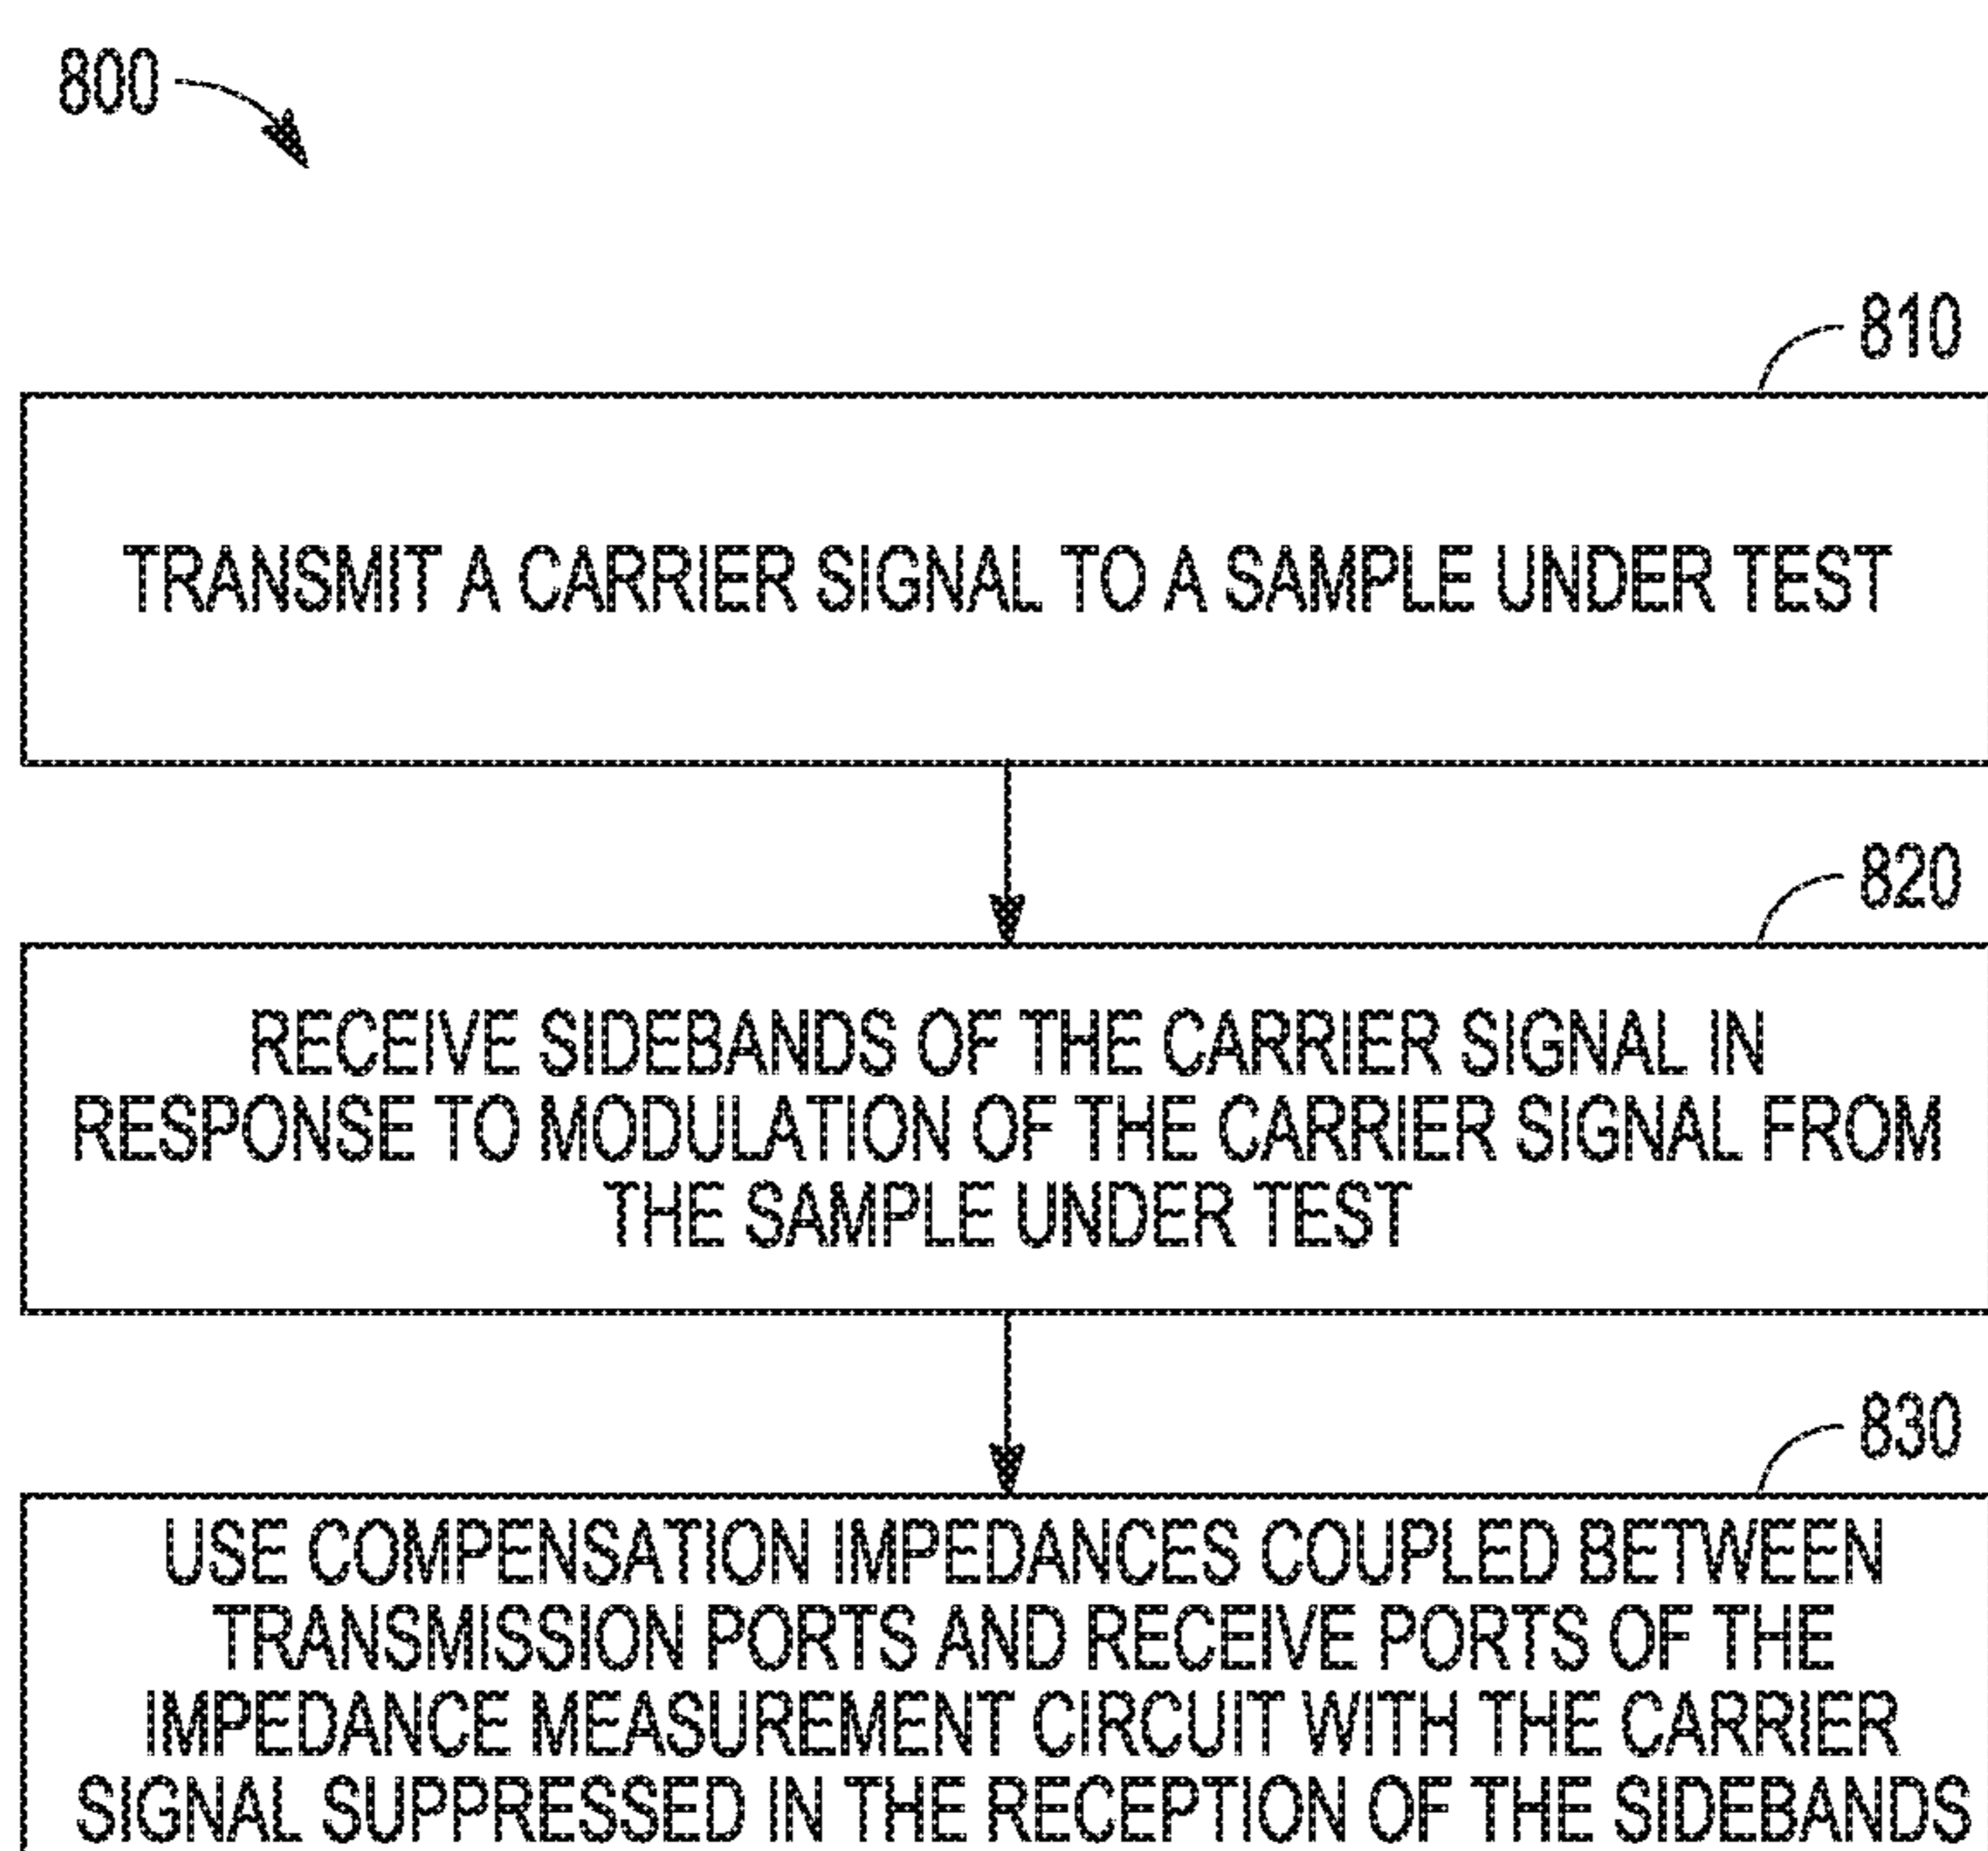 800
810
TRANSMIT A CARRIER SIGNAL TO A SAMPLE UNDER TEST
820
RECEIVE SIDEBANDS OF THE CARRIER SIGNAL IN
RESPONSE TO MODULATION OF THE CARRIER SIGNAL FROM
THE SAMPLE UNDER TEST
830
USE COMPENSATION IMPEDANCES COUPLED BETWEEN
TRANSMISSION PORTS AND RECEIVE PORTS OF THE
IMPEDANCE MEASUREMENT CIRCUIT WITH THE CARRIER
SIGNAL SUPPRESSED IN THE RECEPTION OF THE SIDEBANDS